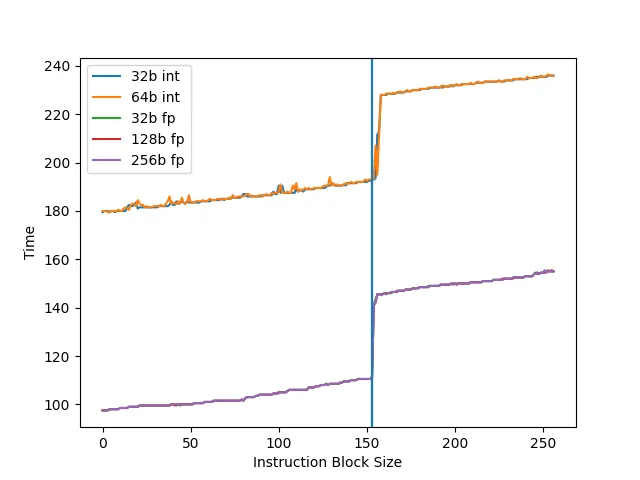 32b int
64b int
32b fp
128b fp
256b fp
240
220
200
180
160
140
120
100
Time
0 50 100 150 200 250
Instruction Block Size